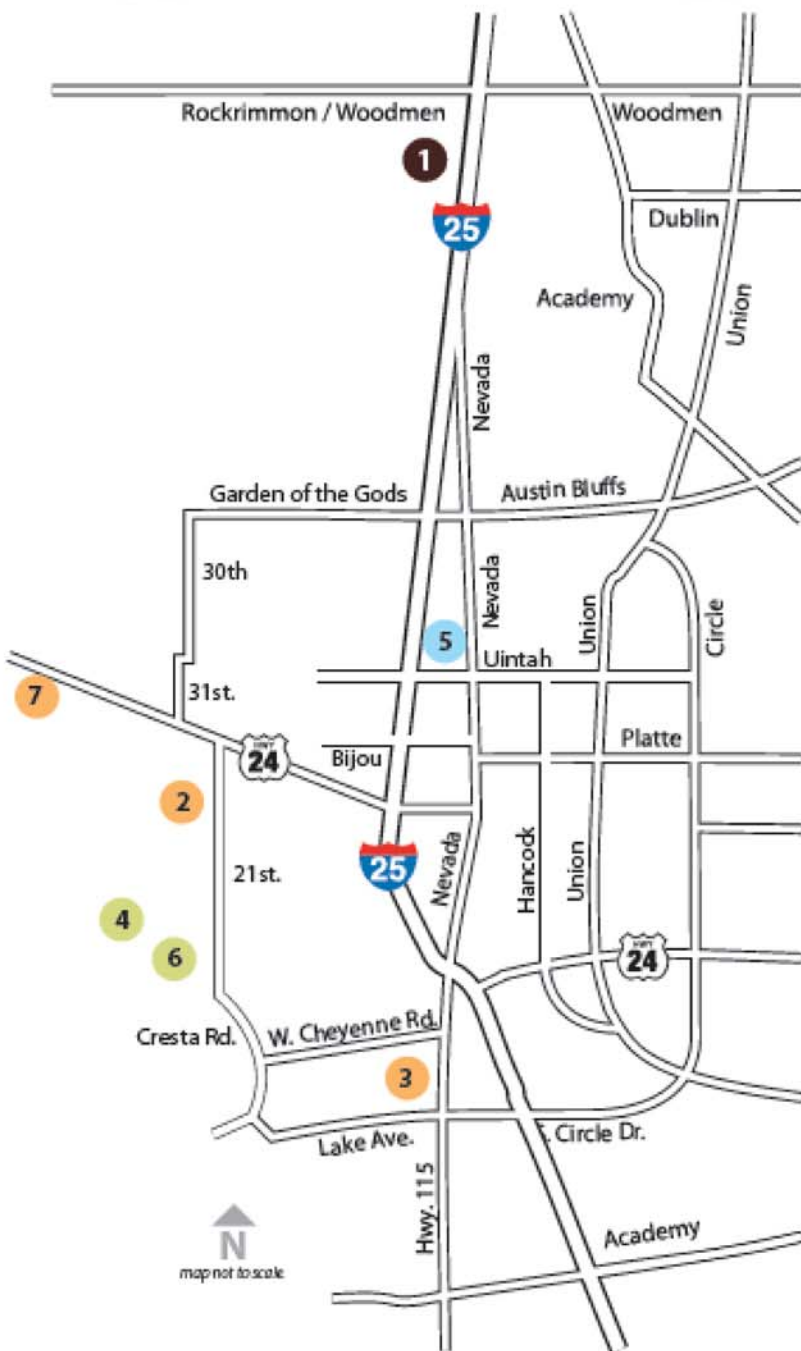 Rockrimmon / Woodmen
Woodmen
1
25
Dublin
Academy
Union
Nevada
Garden of the Gods
Austin Bluffs
30th
Nevada
Union
Circle
5
Uintah
7
31st.
Platte
HWY
24
Bijou
2
Nevada
Hancock
Union
25
21st.
4
6
HWY
24
Cresta Rd.
W. Cheyenne Rd.
3
Lake Ave.
Circle Dr.
Hwy. 115
N
map not to scale
Academy